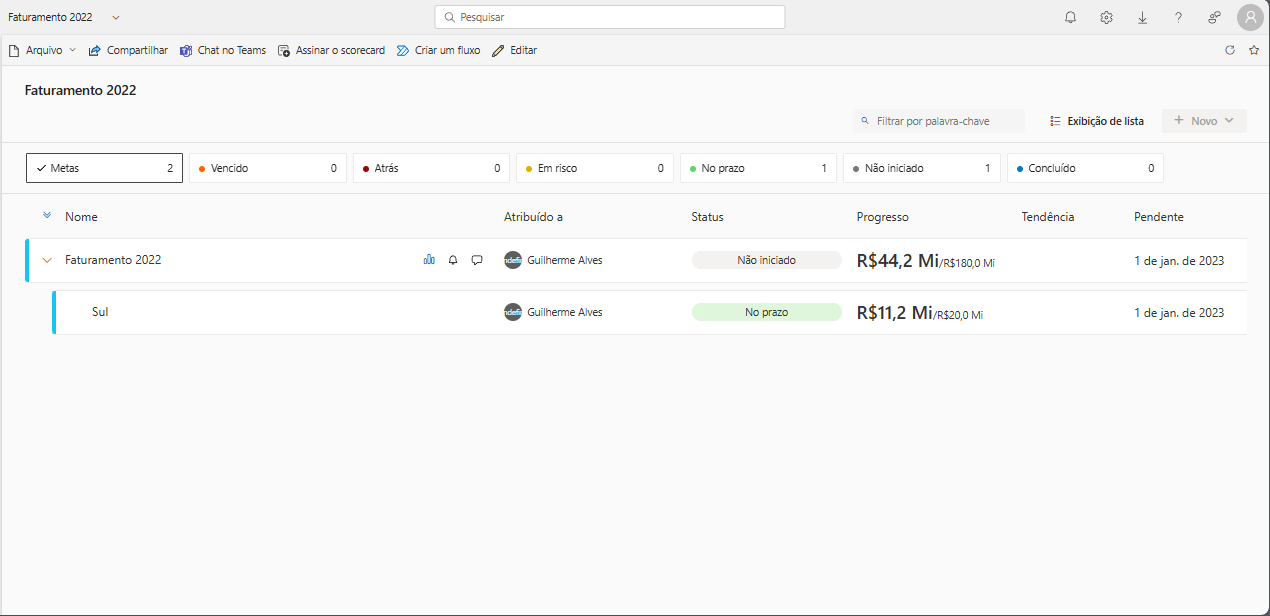 Faturamento 2022
Pesquisar
Arquivo Compartilhar Chat no Teams Assinar o scorecard Criar um fluxo Editar
Faturamento 2022
Filtrar por palavra-chave Exibição de lista + Novo
Metas 2 Vencido 0 Atrás 0 Em risco 0 No prazo 1 Não iniciado 1 Concluído 0
Nome Atribuído a Status Progresso Tendência Pendente
Faturamento 2022 ndefi Guilherme Alves Não iniciado R$44,2 Mi/R$180,0 Mi 1 de jan. de 2023
Sul ndefi Guilherme Alves No prazo R$11,2 Mi/R$20,0 Mi 1 de jan. de 2023